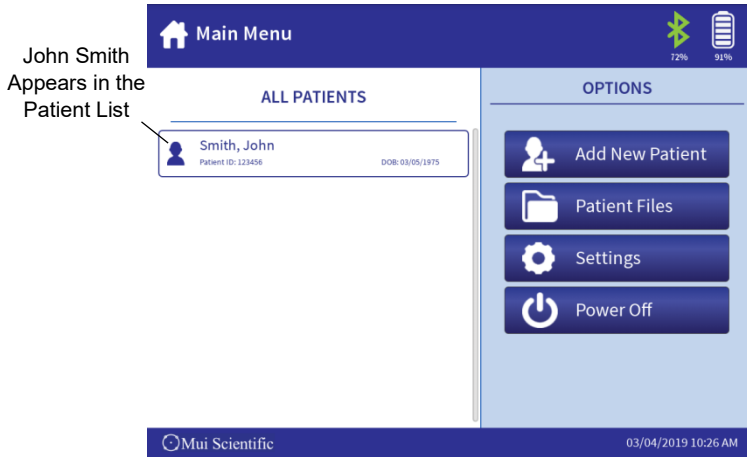 John Smith
Appears in the
Patient List
Main Menu
72%
91%
ALL PATIENTS
Smith, John
Patient ID: 123456
DOB: 03/05/1975
OPTIONS
Add New Patient
Patient Files
Settings
Power Off
Mui Scientific
03/04/2019 10:26 AM